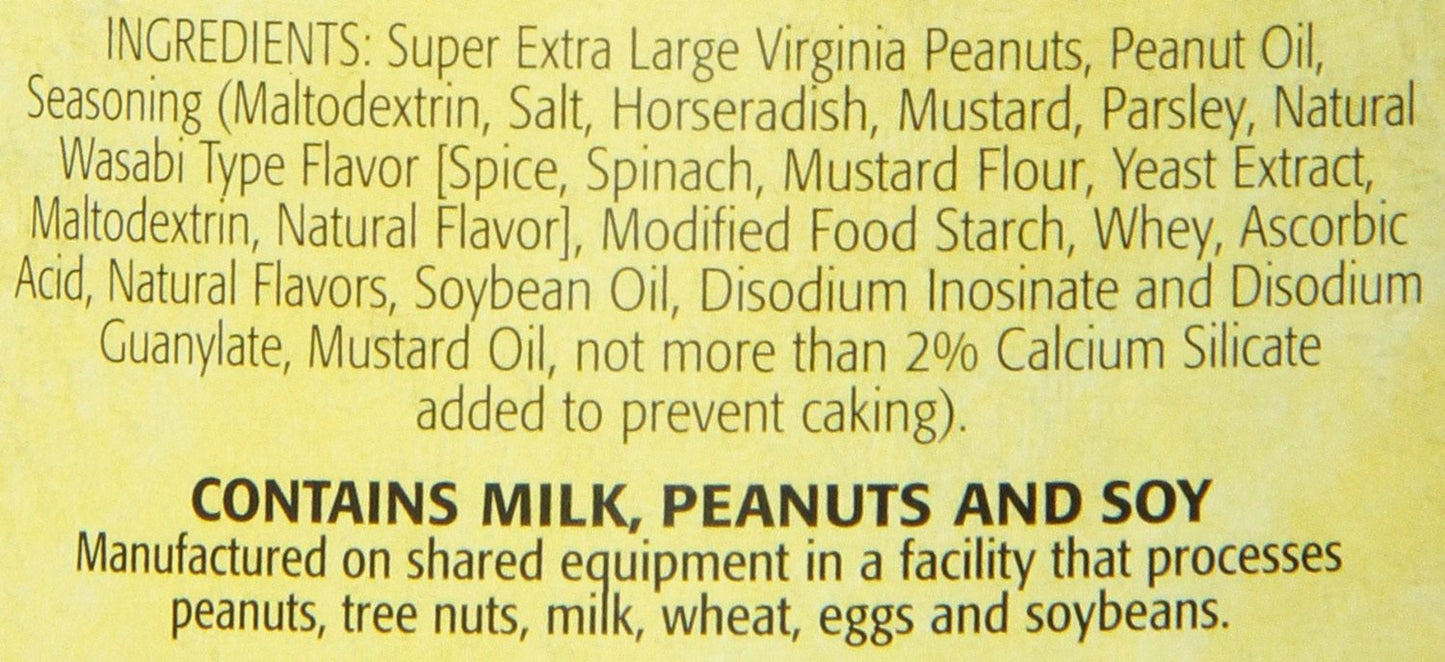 INGREDIENTS: Super Extra Large Virginia Peanuts, Peanut Oil,
Seasoning (Maltodextrin, Salt, Horseradish, Mustard, Parsley, Natural
Wasabi Type Flavor [Spice, Spinach, Mustard Flour, Yeast Extract,
Maltodextrin, Natural Flavor], Modified Food Starch, Whey, Ascorbic
Acid, Natural Flavors, Soybean Oil, Disodium Inosinate and Disodium
Guanylate, Mustard Oil, not more than 2% Calcium Silicate
added to prevent caking).
CONTAINS MILK, PEANUTS AND SOY
Manufactured on shared equipment in a facility that processes
peanuts, tree nuts, milk, wheat, eggs and soybeans.